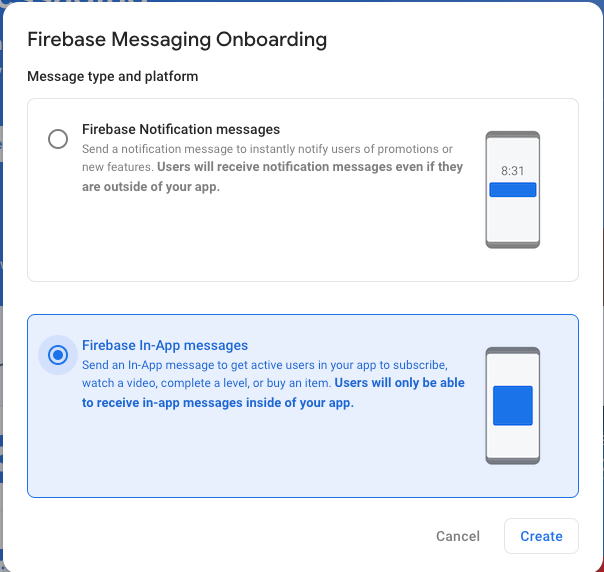 Firebase Messaging Onboarding
Message type and platform
Firebase Notification messages
Send a notification message to instantly notify users of promotions or
new features. Users will receive notification messages even if they
are outside of your app.
8:31
Firebase In-App messages
Send an In-App message to get active users in your app to subscribe,
watch a video, complete a level, or buy an item. Users will only be able
to receive in-app messages inside of your app.
Cancel
Create